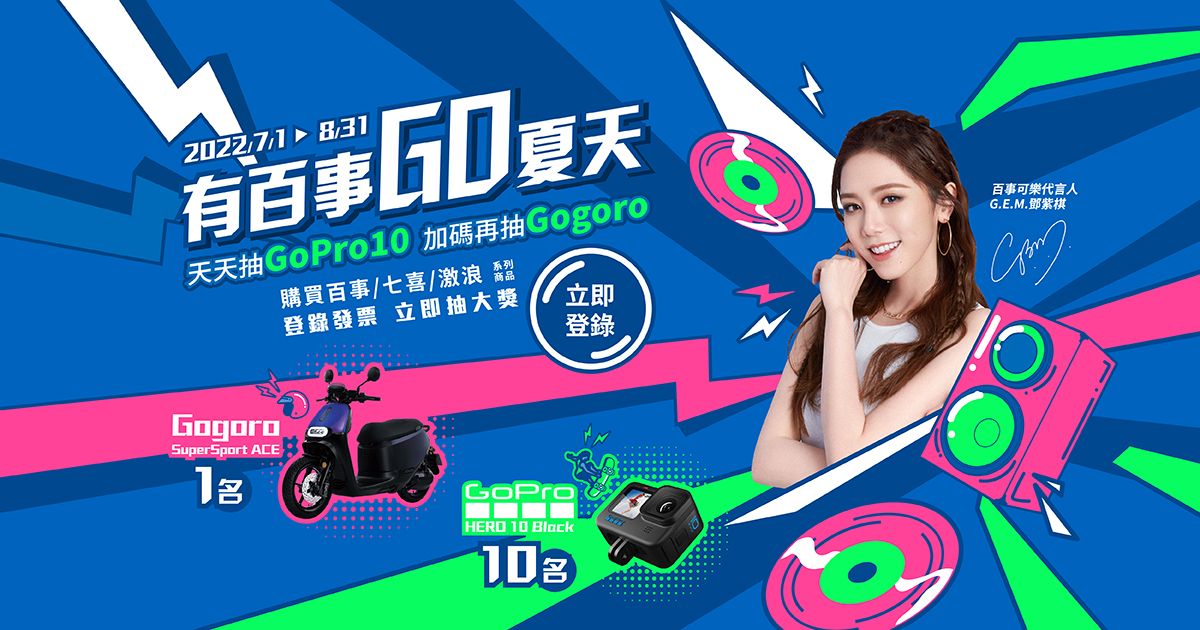 2022/7/1 ▶ 8/31
有百事GO夏天
天天抽GoPro10 加碼再抽Gogoro
購買百事/七喜/激浪 系列商品
登錄發票 立即抽大獎
立即
登錄
百事可樂代言人
G.E.M.鄧紫棋
Gogoro
SuperSport ACE
1名
GoPro
HERO 10 Black
10名